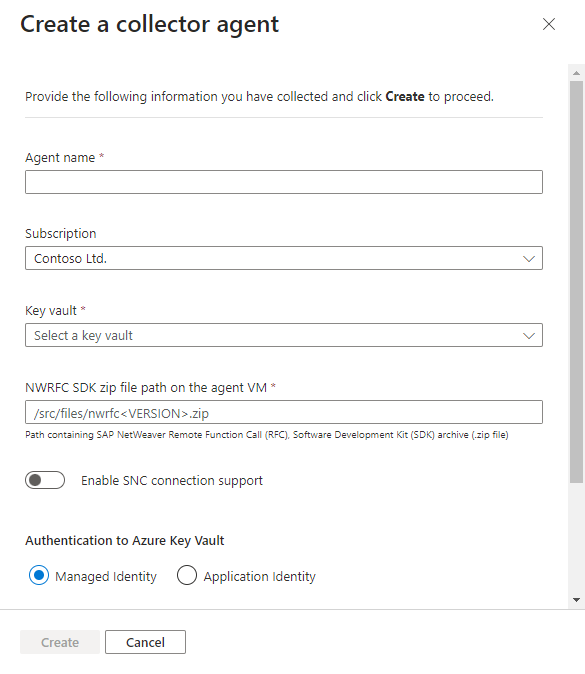 Create a collector agent
Provide the following information you have collected and click Create to proceed.
Agent name *
Subscription
Contoso Ltd.
Key vault *
Select a key vault
NWRFC SDK zip file path on the agent VM *
/src/files/nwrfc<VERSION>.zip
Path containing SAP NetWeaver Remote Function Call (RFC), Software Development Kit (SDK) archive (.zip file)
Enable SNC connection support
Authentication to Azure Key Vault
Managed Identity Application Identity
Create Cancel